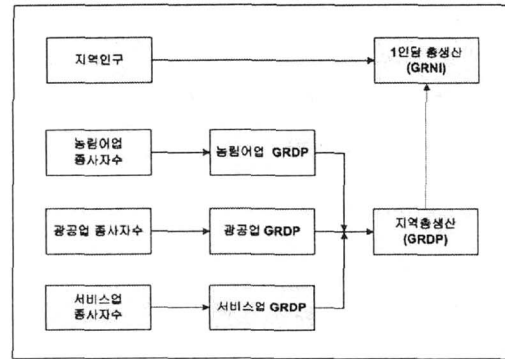 지역인구
1인당 총생산
(GRNI)
농림어업
종사자수
농림어업 GRDP
광공업 종사자수
광공업 GRDP
지역총생산
(GRDP)
서비스업
종사자수
서비스업 GRDP